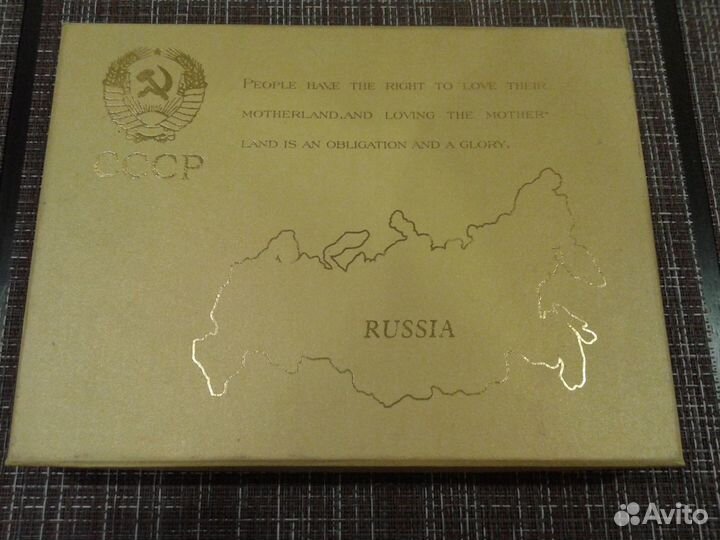 PEOPLE HAVE THE RIGHT TO LOVE THEIR
MOTHERLAND,AND LOVING THE MOTHER-
LAND IS AN OBLIGATION AND A GLORY.
СССР
RUSSIA
Avito